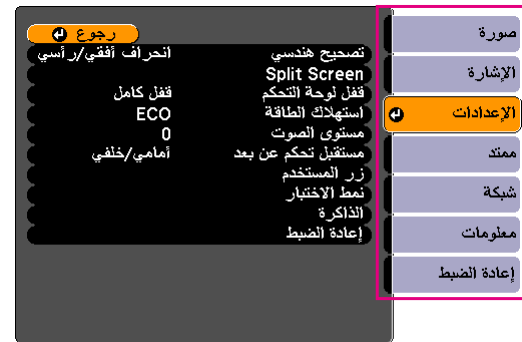 صورة
الإشارة
الإعدادات
ممتد
شبكة
معلومات
إعادة الضبط
رجوع
تصحيح هندسي انحراف أفقي/رأسي
Split Screen
قفل لوحة التحكم قفل كامل
استهلاك الطاقة ECO
مستوى الصوت 0
مستقبل تحكم عن بعد أمامي/خلفي
زر المستخدم
نمط الاختبار
الذاكرة
إعادة الضبط